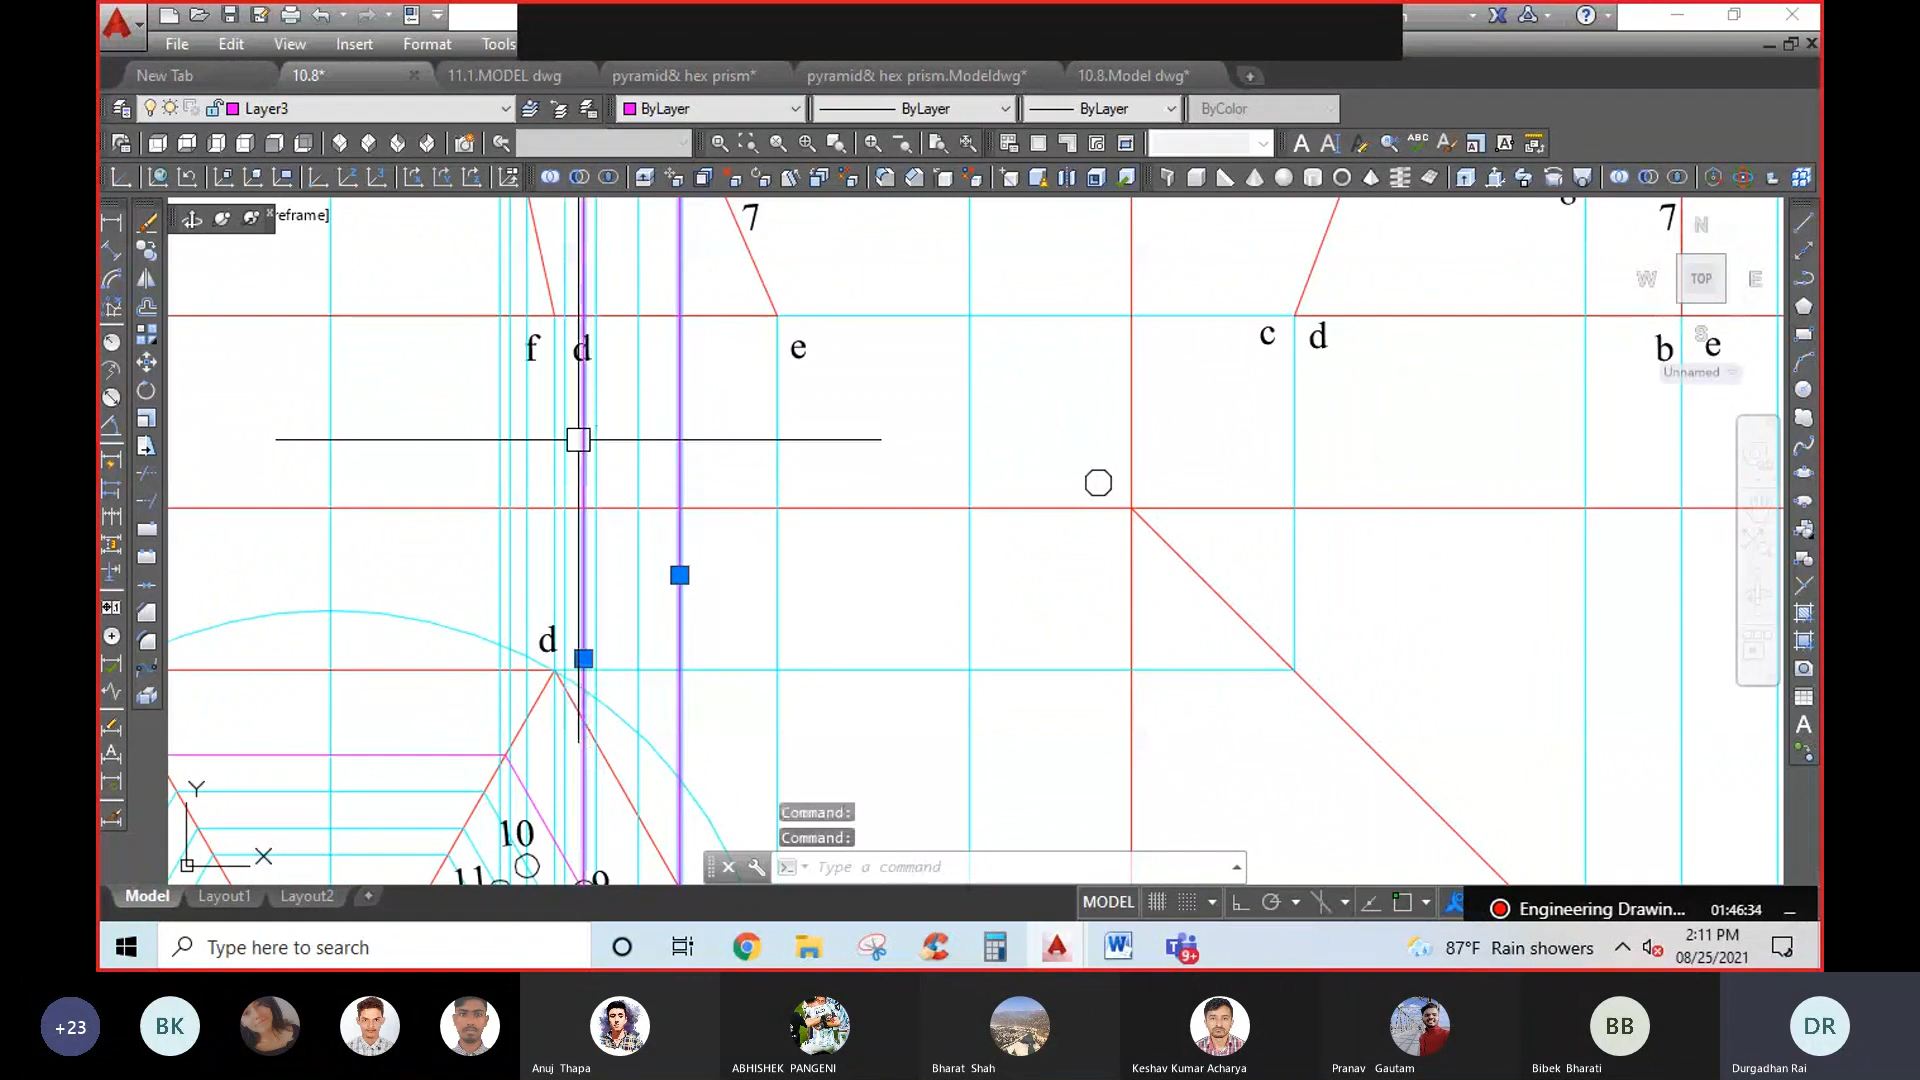 File Edit View Insert Format Tools
New Tab 10.8* 11.1.MODEL dwg pyramid& hex prism* pyramid& hex prism.Modeldwg* 10.8.Model dwg*
Layer3 ByLayer ByLayer ByLayer ByColor
eframe]
7 7
N
W TOP E
S
f d e c d b e
Unnamed
d
10
11 9
Y
X
Command:
Command:
Type a command
Model Layout1 Layout2 + MODEL
Engineering Drawin... 01:46:34
Type here to search
9+
87°F Rain showers
2:11 PM
08/25/2021
+23 BK BB DR
Anuj Thapa ABHISHEK PANGENI Bharat Shah Keshav Kumar Acharya Pranav Gautam Bibek Bharati Durgadhan Rai